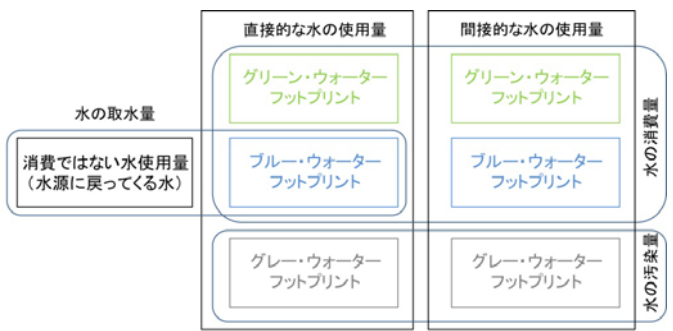 直接的な水の使用量
間接的な水の使用量
グリーン・ウォーター
フットプリント
グリーン・ウォーター
フットプリント
水の取水量
消費ではない水使用量
（水源に戻ってくる水）
ブルー・ウォーター
フットプリント
ブルー・ウォーター
フットプリント
水の消費量
グレー・ウォーター
フットプリント
グレー・ウォーター
フットプリント
水の汚染量